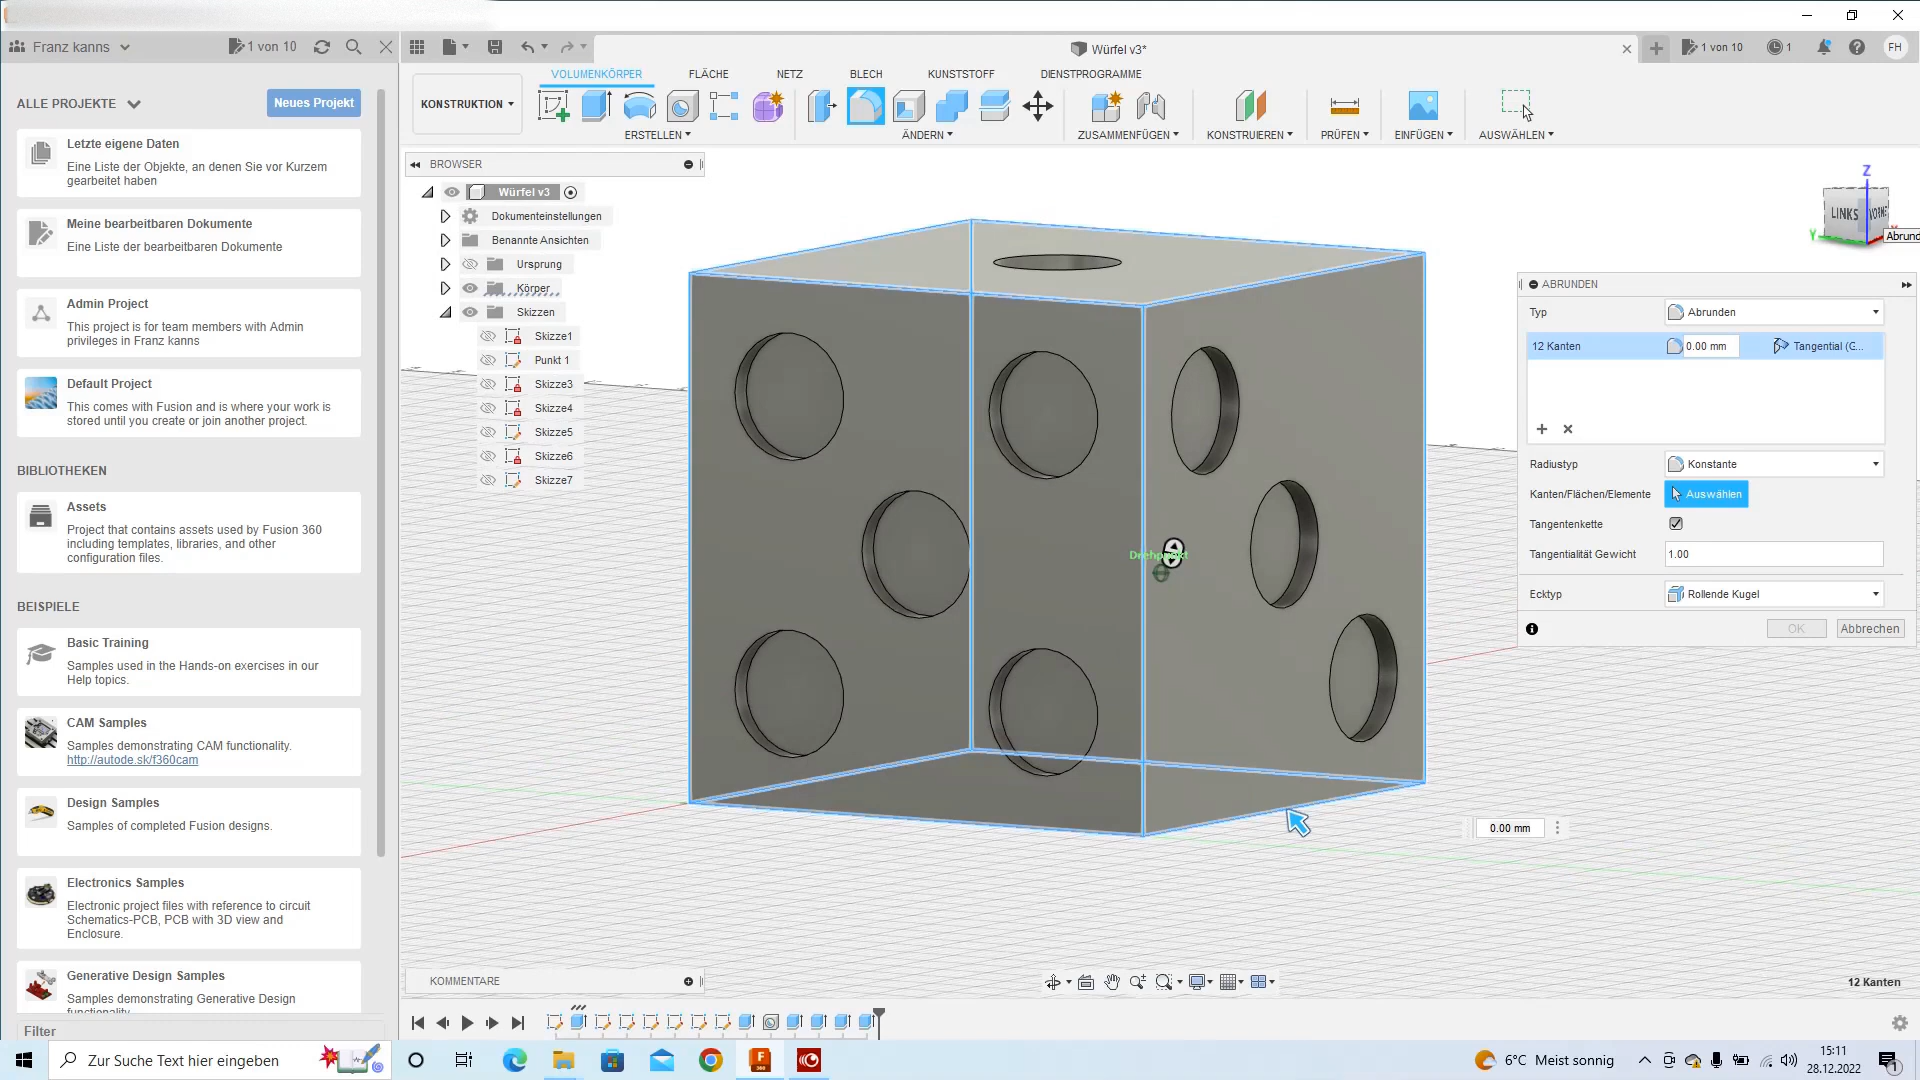 Franz kanns
1 von 10
Würfel v3*
1 von 10
1
FH
VOLUMENKÖRPER
FLÄCHE
NETZ
BLECH
KUNSTSTOFF
DIENSTPROGRAMME
KONSTRUKTION
ERSTELLEN
ÄNDERN
ZUSAMMENFÜGEN
KONSTRUIEREN
PRÜFEN
EINFÜGEN
AUSWÄHLEN
ALLE PROJEKTE
Neues Projekt
Letzte eigene Daten
Eine Liste der Objekte, an denen Sie vor Kurzem
gearbeitet haben
Meine bearbeitbaren Dokumente
Eine Liste der bearbeitbaren Dokumente
Admin Project
This project is for team members with Admin
privileges in Franz kanns
Default Project
This comes with Fusion and is where your work is
stored until you create or join another project.
BIBLIOTHEKEN
Assets
Project that contains assets used by Fusion 360
including templates, libraries, and other
configuration files.
BEISPIELE
Basic Training
Samples used in the Hands-on exercises in our
Help topics.
CAM Samples
Samples demonstrating CAM functionality.
http://autode.sk/f360cam
Design Samples
Samples of completed Fusion designs.
Electronics Samples
Electronic project files with reference to circuit
Schematics-PCB, PCB with 3D view and
Enclosure.
Generative Design Samples
Samples demonstrating Generative Design
functionality.
Filter
BROWSER
Würfel v3
Dokumenteinstellungen
Benannte Ansichten
Ursprung
Körper
Skizzen
Skizze1
Punkt 1
Skizze3
Skizze4
Skizze5
Skizze6
Skizze7
Drehpunkt
Z
LINKS
VORNE
Y
Abrund
ABRUNDEN
Typ
Abrunden
12 Kanten
0.00 mm
Tangential (G...
Radiustyp
Konstante
Kanten/Flächen/Elemente
Auswählen
Tangentenkette
Tangentialität Gewicht
1.00
Ecktyp
Rollende Kugel
OK
Abbrechen
0.00 mm
KOMMENTARE
12 Kanten
Zur Suche Text hier eingeben
6°C Meist sonnig
15:11
28.12.2022
1